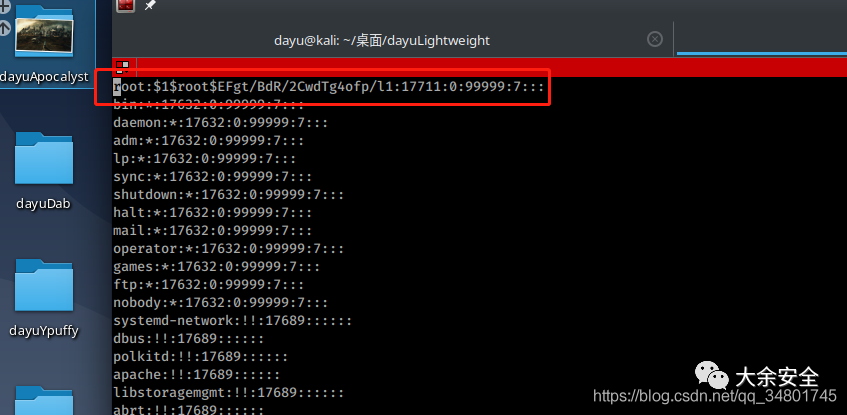 dayu@kali: ~/桌面/dayuLightweight
dayuApocalyst
dayuDab
dayuYpuffy
root:$1$root$EFgt/BdR/2CwdTg4ofp/l1:17711:0:99999:7:::
bin:*:17632:0:99999:7:::
daemon:*:17632:0:99999:7:::
adm:*:17632:0:99999:7:::
lp:*:17632:0:99999:7:::
sync:*:17632:0:99999:7:::
shutdown:*:17632:0:99999:7:::
halt:*:17632:0:99999:7:::
mail:*:17632:0:99999:7:::
operator:*:17632:0:99999:7:::
games:*:17632:0:99999:7:::
ftp:*:17632:0:99999:7:::
nobody:*:17632:0:99999:7:::
systemd-network:!!:17689::::::
dbus:!!:17689::::::
polkitd:!!:17689::::::
apache:!!:17689::::::
libstoragemgmt:!!:17689::::::
abrt:!!:17689::::::
大余安全
https://blog.csdn.net/qq_34801745